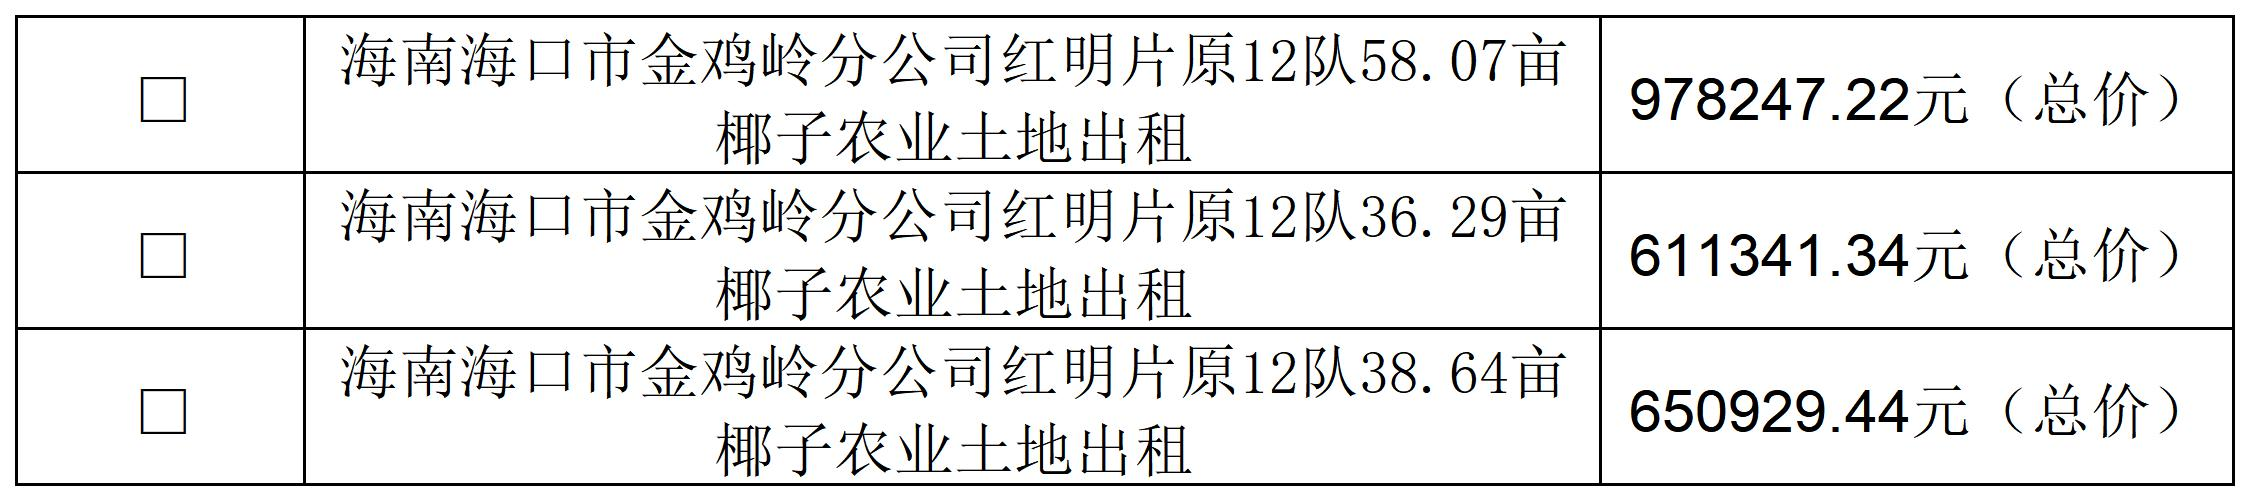 □
海南海口市金鸡岭分公司红明片原12队58.07亩
椰子农业土地出租
978247.22元（总价）
□
海南海口市金鸡岭分公司红明片原12队36.29亩
椰子农业土地出租
611341.34元（总价）
□
海南海口市金鸡岭分公司红明片原12队38.64亩
椰子农业土地出租
650929.44元（总价）